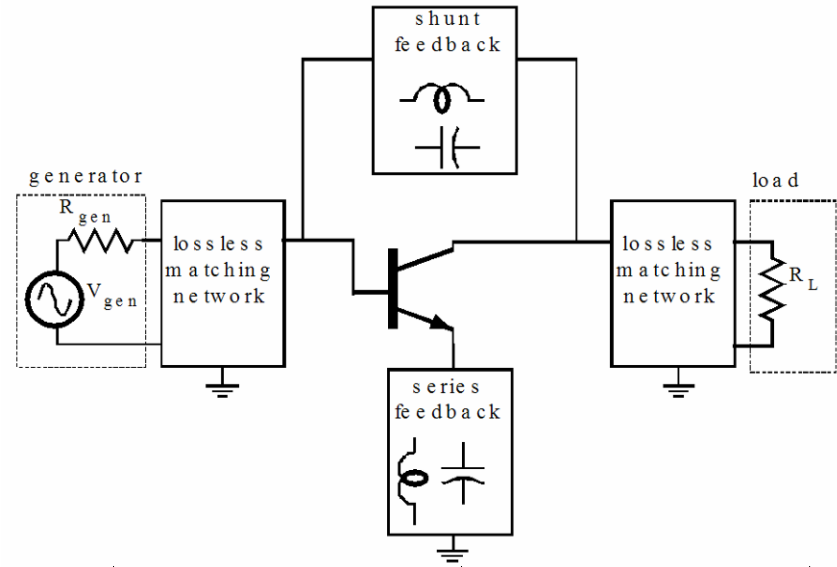 shunt
feedback
generator
R gen
V gen
lossless
matching
network
lossless
matching
network
load
R L
series
feedback